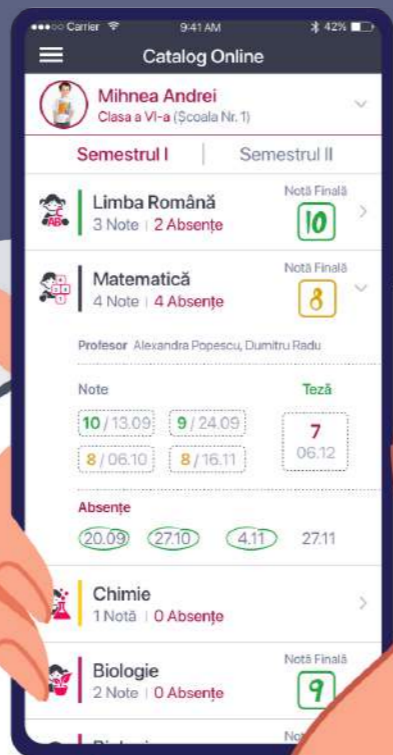 Carrier 9:41 AM 42%
Catalog Online
Mihnea Andrei
Clasa a VI-a (Școala Nr. 1)
Semestrul I | Semestrul II
Limba Română
3 Note | 2 Absențe
Notă Finală
10
Matematică
4 Note | 4 Absențe
Notă Finală
8
Profesor Alexandra Popescu, Dumitru Radu
Note
Teză
10 / 13.09 9 / 24.09
8 / 06.10 8 / 16.11
7
06.12
Absențe
20.09 27.10 4.11 27.11
Chimie
1 Notă | 0 Absențe
Biologie
2 Note | 0 Absențe
Notă Finală
9